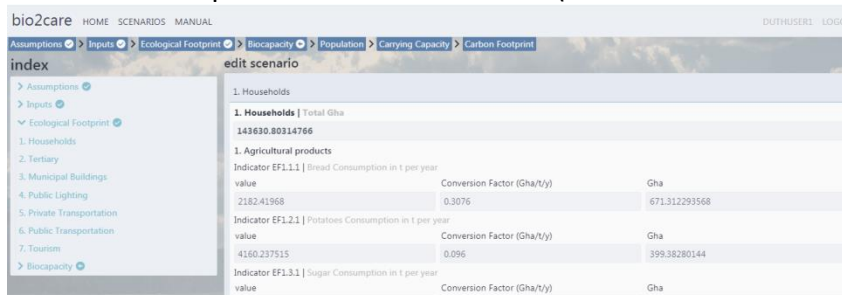 bio2care HOME SCENARIOS MANUAL DUTHUSER1
Assumptions > Inputs > Ecological Footprint > Biocapacity > Population > Carrying Capacity > Carbon Footprint
index
edit scenario
> Assumptions
> Inputs
Ecological Footprint
1. Households
2. Tertiary
3. Municipal Buildings
4. Public Lighting
5. Private Transportation
6. Public Transportation
7. Tourism
> Biocapacity
1. Households
1. Households | Total Gha
143630.80314766
1. Agricultural products
Indicator EF1.1.1 | Bread Consumption in t per year
value Conversion Factor (Gha/t/y) Gha
2182.41968 0.3076 671.312293568
Indicator EF1.2.1 | Potatoes Consumption in t per year
value Conversion Factor (Gha/t/y) Gha
4160.237515 0.096 399.38280144
Indicator EF1.3.1 | Sugar Consumption in t per year
value Conversion Factor (Gha/t/y) Gha